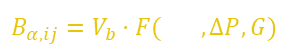 B_{α,ij} = V_b · F(   ,ΔP,G)